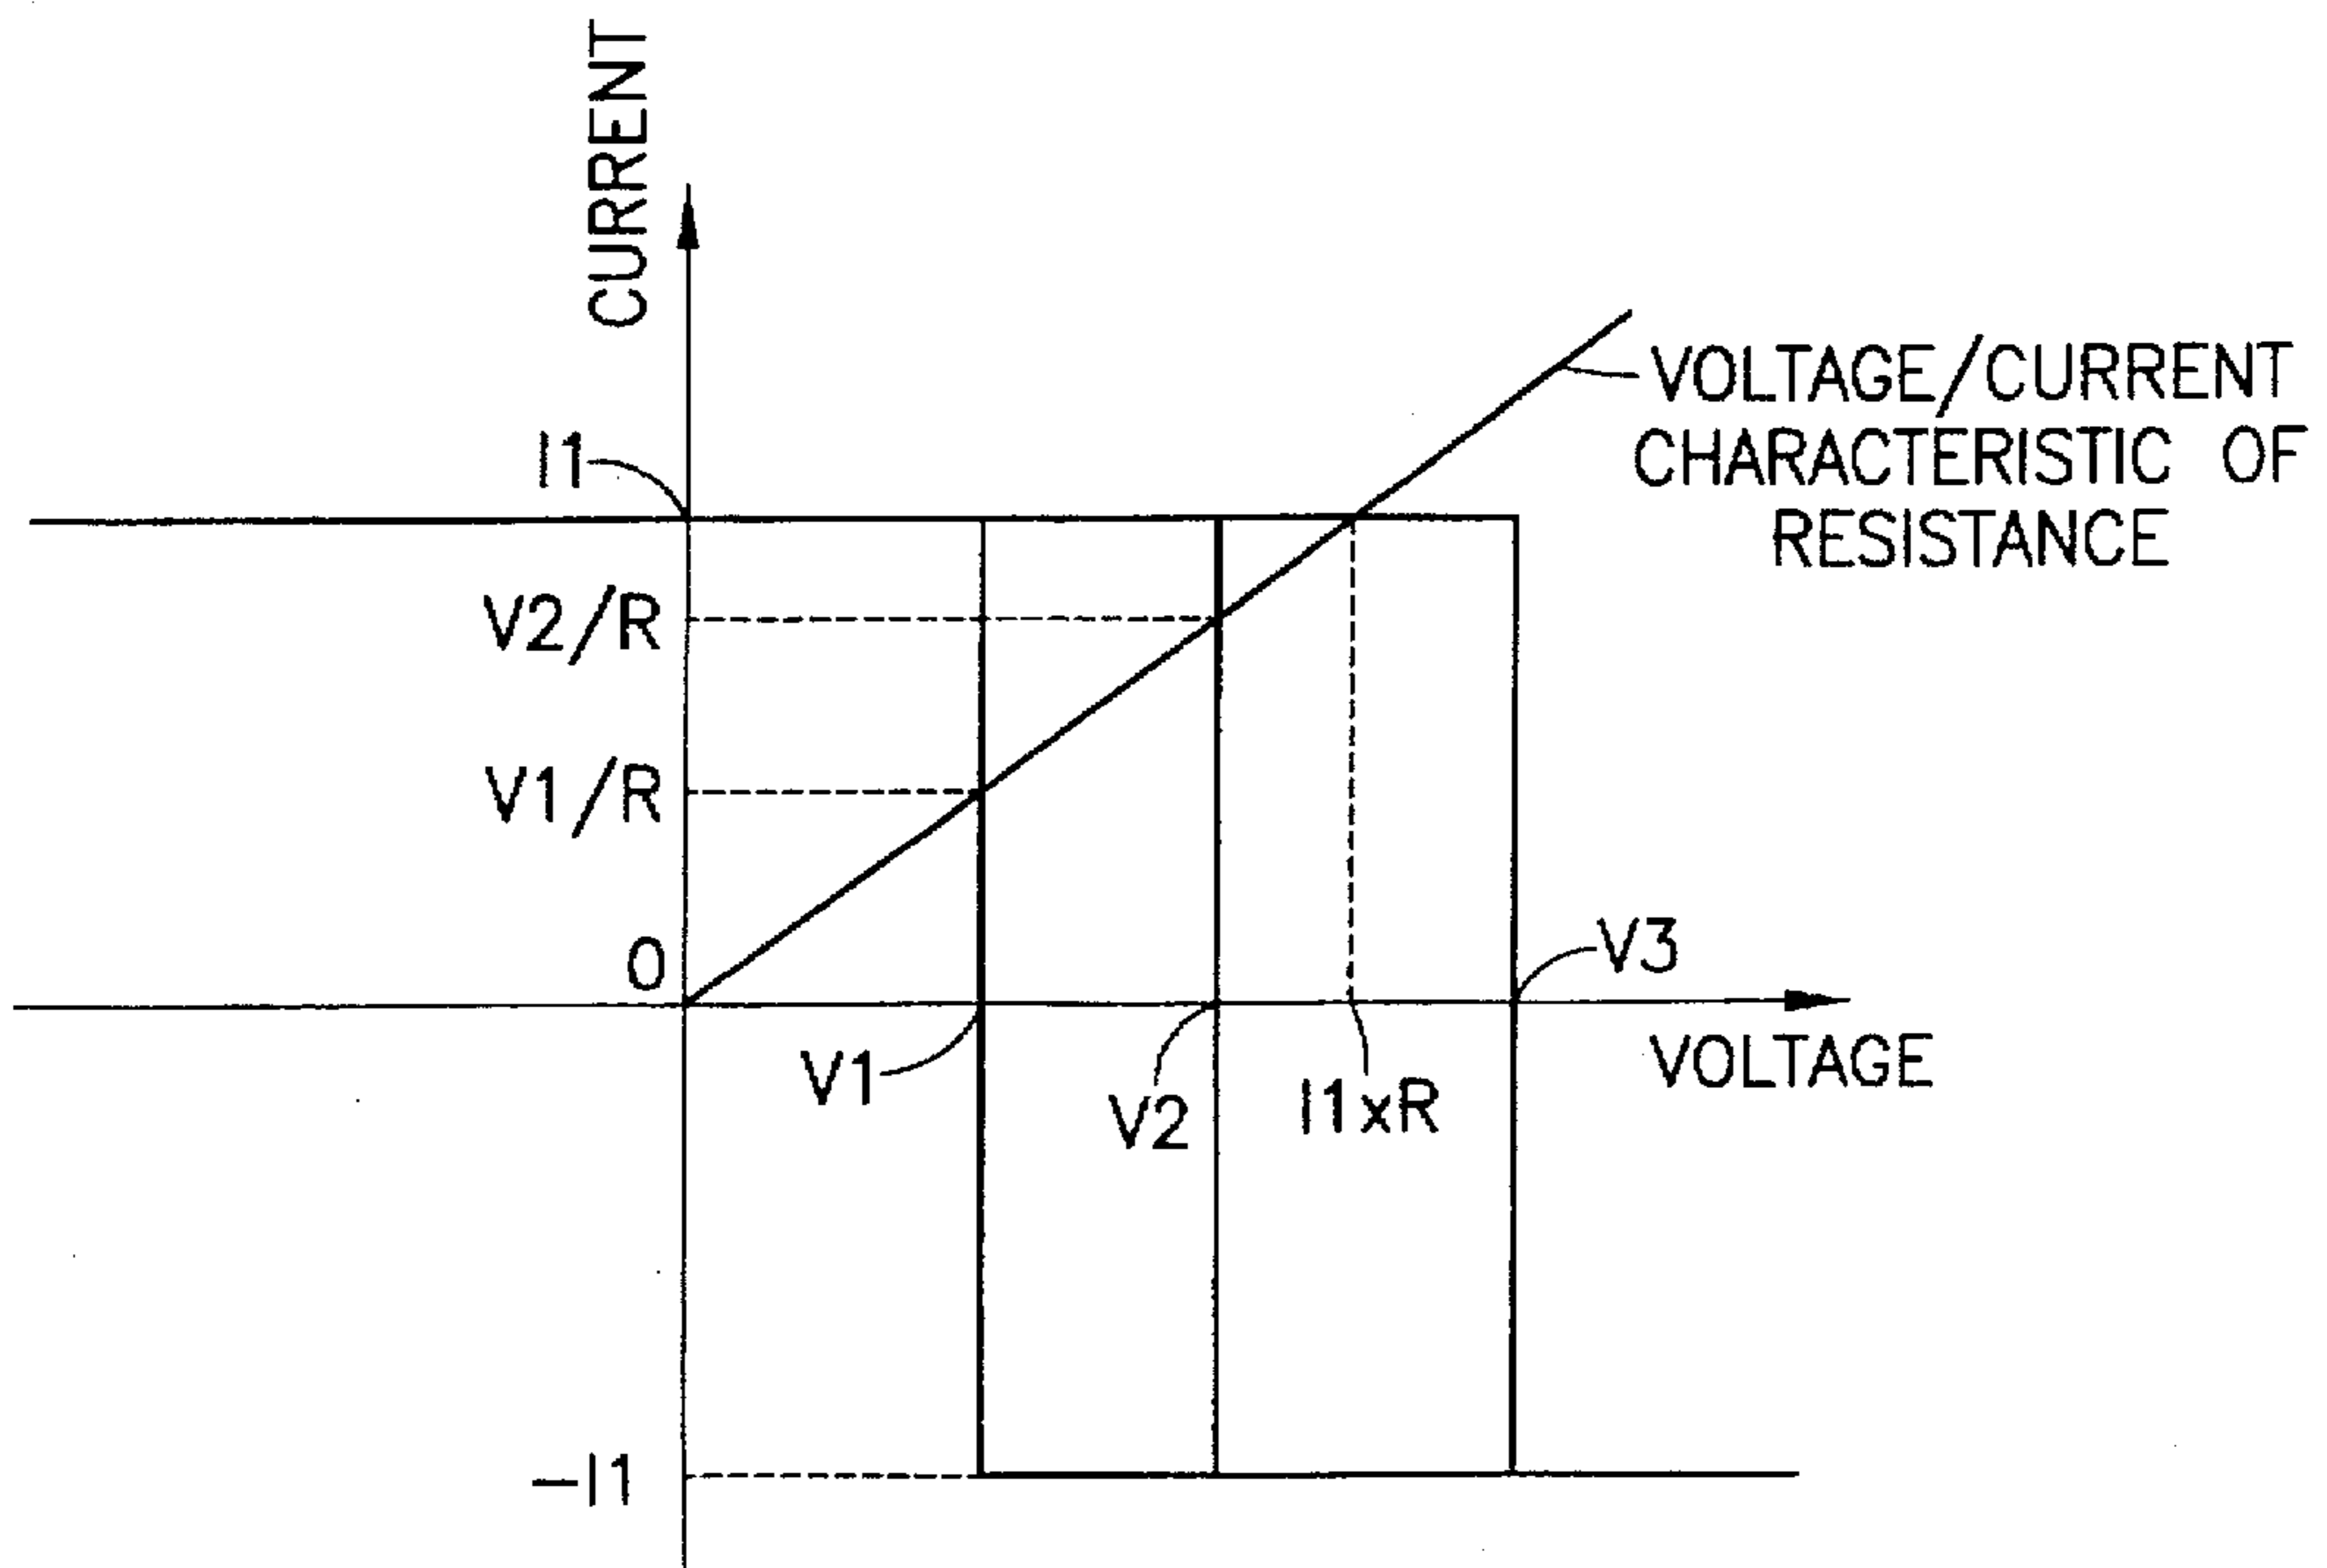 CURRENT
VOLTAGE/CURRENT
CHARACTERISTIC OF
RESISTANCE
I1
V2/R
V1/R
0
V3
V1
V2
I1xR
VOLTAGE
-I1